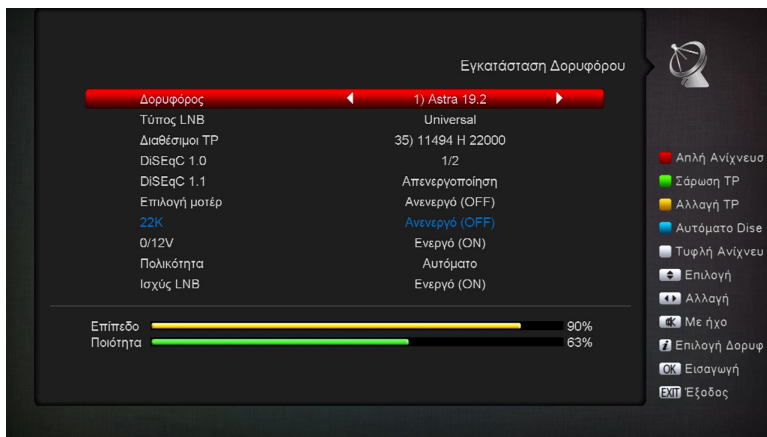 Εγκατάσταση Δορυφόρου
Δορυφόρος 1) Astra 19.2
Τύπος LNB Universal
Διαθέσιμοι TP 35) 11494 H 22000
DiSEqC 1.0 1/2
DiSEqC 1.1 Απενεργοποίηση
Επιλογή μοτέρ Ανενεργό (OFF)
22K Ανενεργό (OFF)
0/12V Ενεργό (ON)
Πολικότητα Αυτόματο
Ισχύς LNB Ενεργό (ON)
Επίπεδο 90%
Ποιότητα 63%
Απλή Ανίχνευσ
Σάρωση TP
Αλλαγή TP
Αυτόματο Dise
Τυφλή Ανίχνευ
Επιλογή
Αλλαγή
Με ήχο
i Επιλογή Δορυφ
OK Εισαγωγή
EXIT Έξοδος